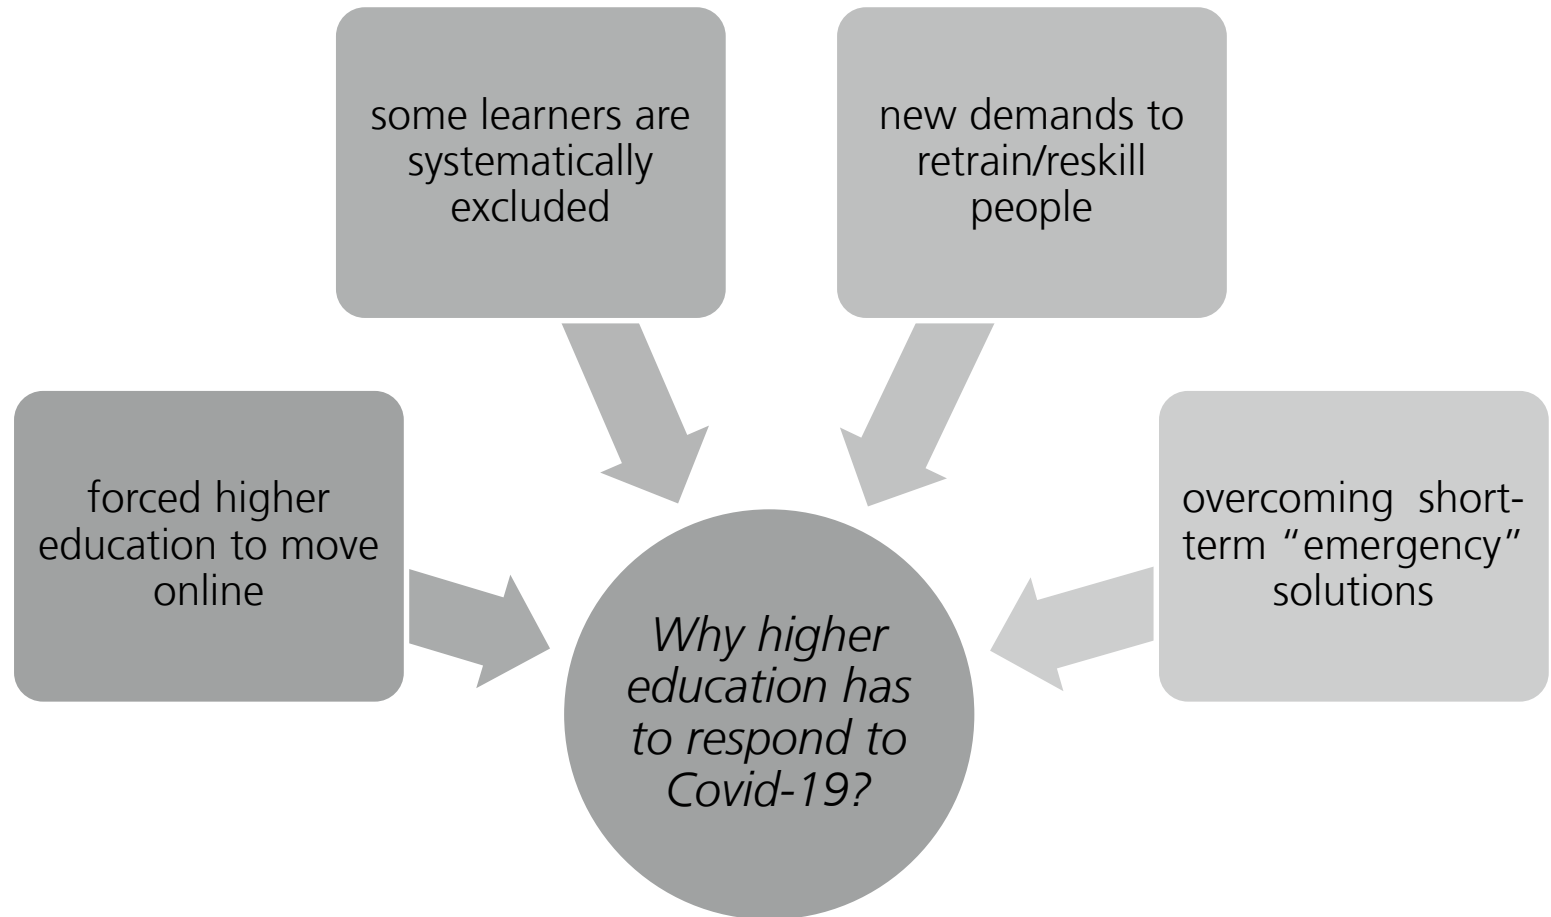 some learners are
systematically
excluded
new demands to
retrain/reskill
people
forced higher
education to move
online
overcoming short-
term “emergency”
solutions
Why higher
education has
to respond to
Covid-19?